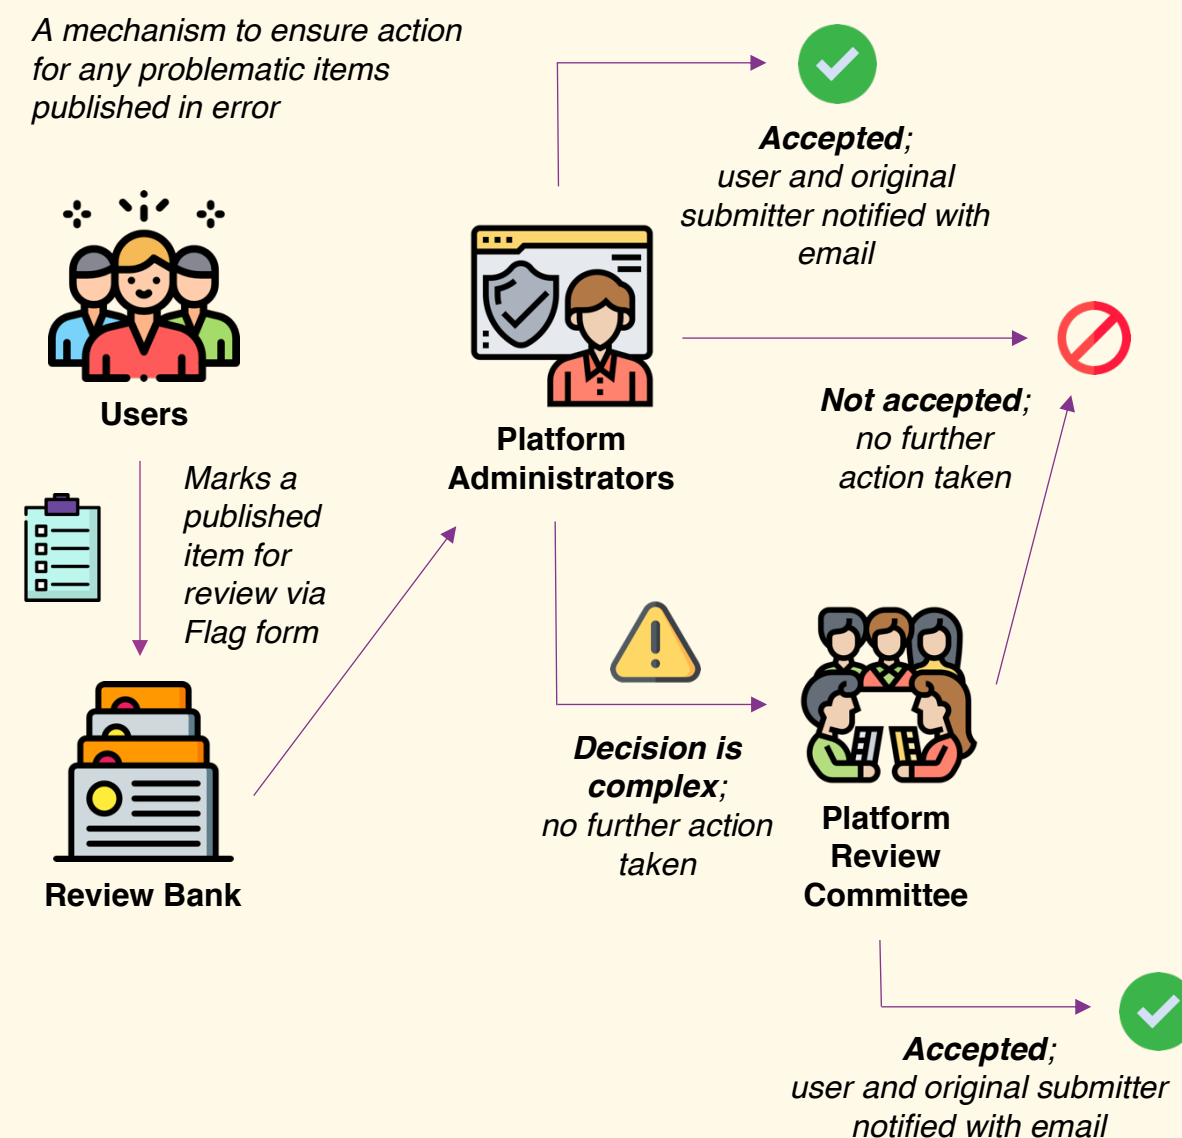 A mechanism to ensure action
for any problematic items
published in error
Accepted;
user and original
submitter notified with
email
Users
Platform
Administrators
Not accepted;
no further
action taken
Marks a
published
item for
review via
Flag form
Decision is
complex;
no further action
taken
Platform
Review
Committee
Review Bank
Accepted;
user and original submitter
notified with email